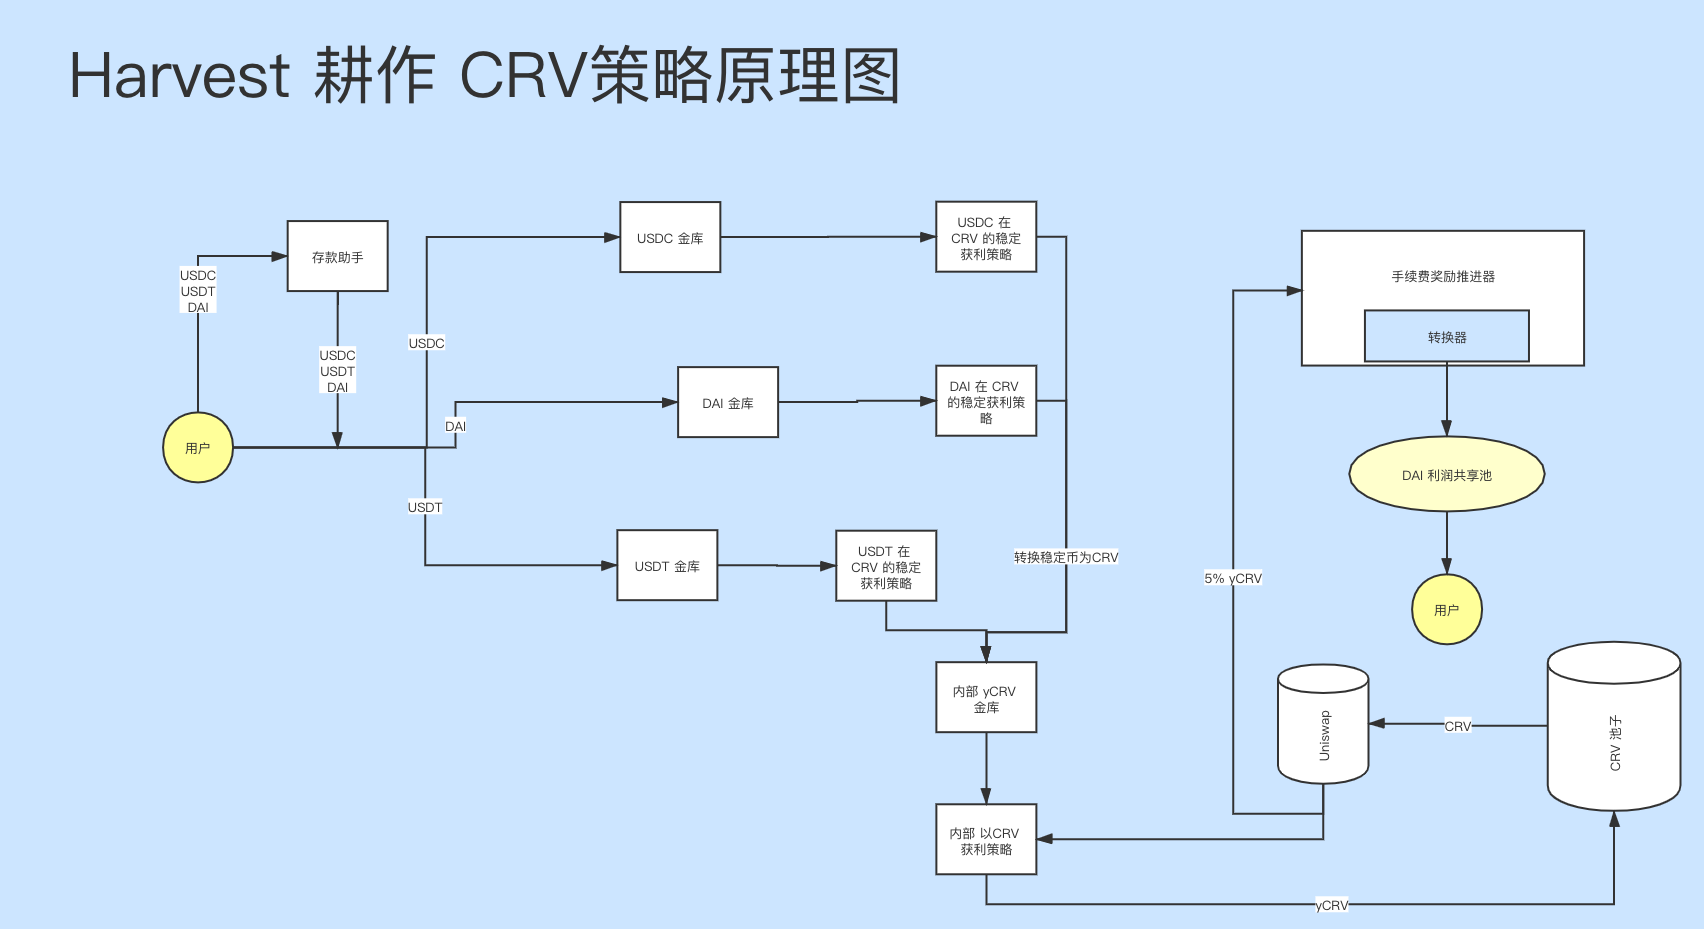 Harvest 耕作 CRV策略原理图
存款助手
USDC
USDT
DAI
USDC
USDT
DAI
用户
USDC
DAI
USDT
USDC 金库
USDC 在
CRV 的稳定
获利策略
DAI 金库
DAI 在 CRV
的稳定获利策
略
USDT 金库
USDT 在
CRV 的稳定
获利策略
转换稳定币为CRV
内部 yCRV
金库
内部 以CRV
获利策略
5% yCRV
手续费奖励推进器
转换器
DAI 利润共享池
用户
Uniswap
CRV
CRV 池子
yCRV